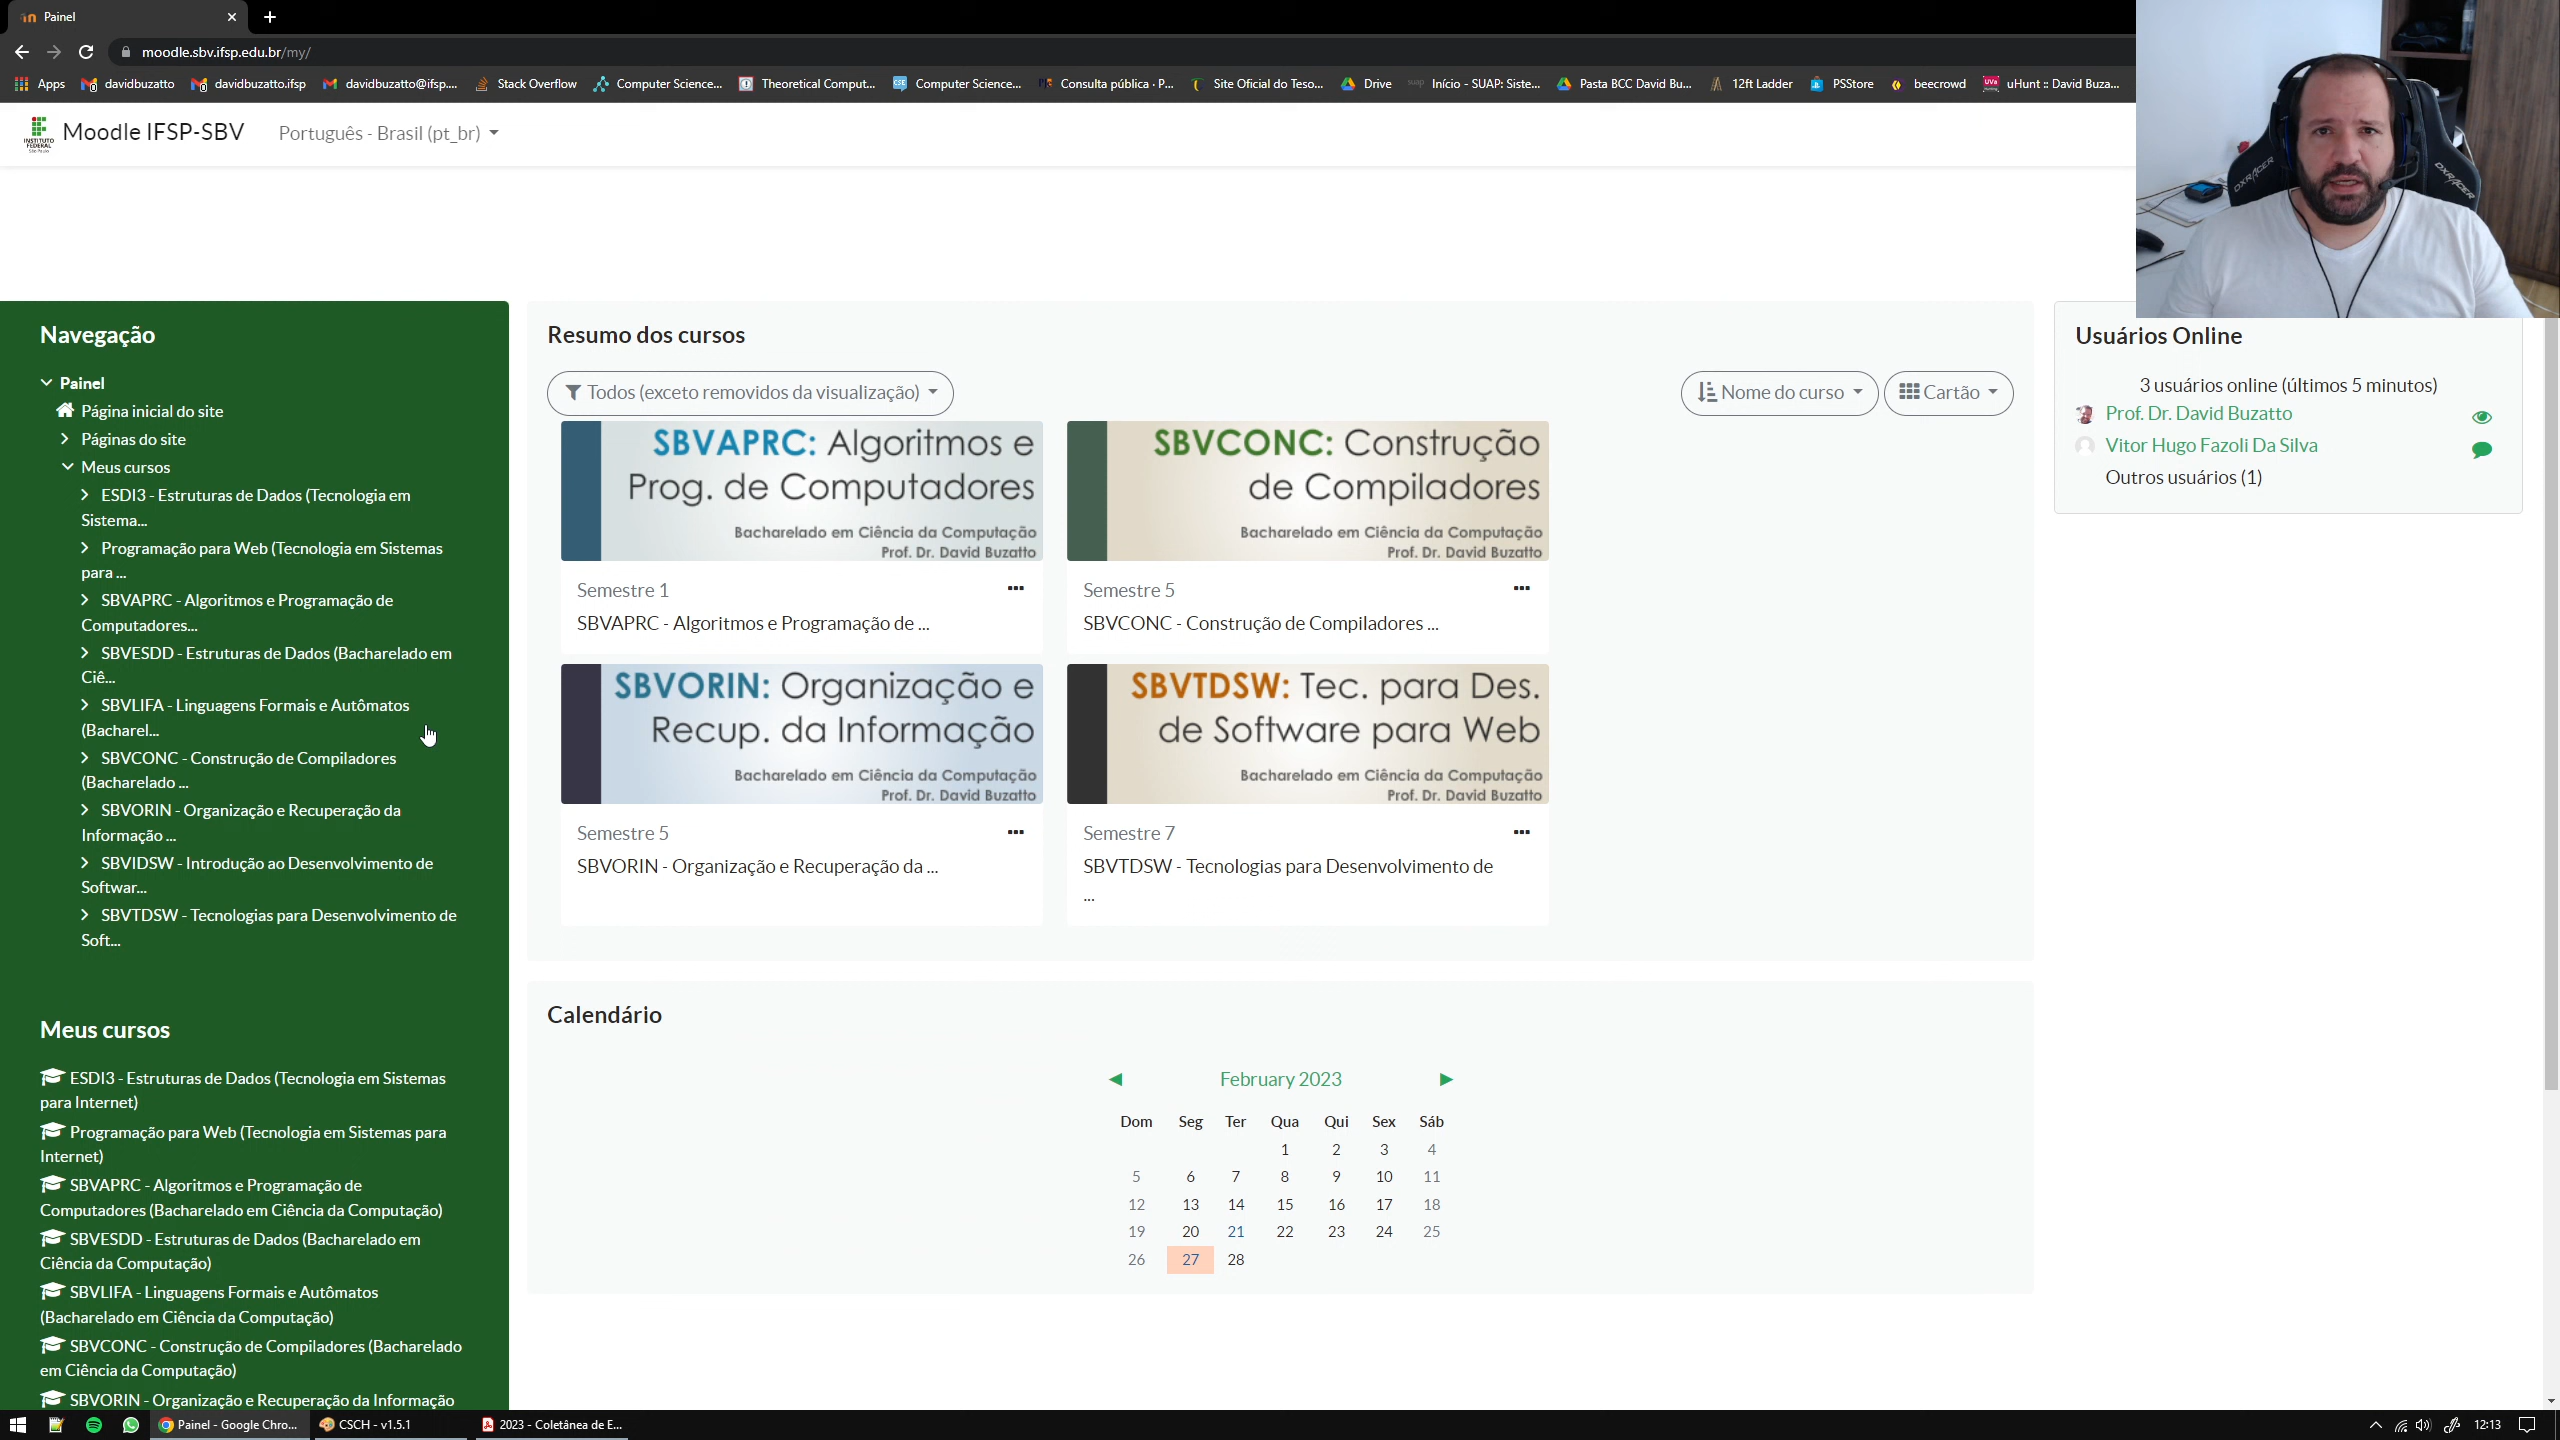 Painel
moodle.sbv.ifsp.edu.br/my/
Apps
davidbuzatto
davidbuzatto.ifsp
davidbuzatto@ifsp....
Stack Overflow
Computer Science...
Theoretical Comput...
Computer Science...
Consulta pública · P...
Site Oficial do Teso...
Drive
Início - SUAP: Siste...
Pasta BCC David Bu...
12ft Ladder
PSStore
beecrowd
uHunt :: David Buza...
INSTITUTO
FEDERAL
São Paulo
Moodle IFSP-SBV
Português - Brasil (pt_br)
DXRACER
DXRACER
Navegação
Painel
Página inicial do site
Páginas do site
Meus cursos
ESDI3 - Estruturas de Dados (Tecnologia em
Sistema...
Programação para Web (Tecnologia em Sistemas
para ...
SBVAPRC - Algoritmos e Programação de
Computadores...
SBVESDD - Estruturas de Dados (Bacharelado em
Ciê...
SBVLIFA - Linguagens Formais e Autômatos
(Bacharel...
SBVCONC - Construção de Compiladores
(Bacharelado ...
SBVORIN - Organização e Recuperação da
Informação ...
SBVIDSW - Introdução ao Desenvolvimento de
Softwar...
SBVTDSW - Tecnologias para Desenvolvimento de
Soft...
Meus cursos
ESDI3 - Estruturas de Dados (Tecnologia em Sistemas
para Internet)
Programação para Web (Tecnologia em Sistemas para
Internet)
SBVAPRC - Algoritmos e Programação de
Computadores (Bacharelado em Ciência da Computação)
SBVESDD - Estruturas de Dados (Bacharelado em
Ciência da Computação)
SBVLIFA - Linguagens Formais e Autômatos
(Bacharelado em Ciência da Computação)
SBVCONC - Construção de Compiladores (Bacharelado
em Ciência da Computação)
SBVORIN - Organização e Recuperação da Informação
Resumo dos cursos
Todos (exceto removidos da visualização)
Nome do curso
Cartão
SBVAPRC: Algoritmos e
Prog. de Computadores
Bacharelado em Ciência da Computação
Prof. Dr. David Buzatto
Semestre 1
SBVAPRC - Algoritmos e Programação de ...
SBVCONC: Construção
de Compiladores
Bacharelado em Ciência da Computação
Prof. Dr. David Buzatto
Semestre 5
SBVCONC - Construção de Compiladores ...
SBVORIN: Organização e
Recup. da Informação
Bacharelado em Ciência da Computação
Prof. Dr. David Buzatto
Semestre 5
SBVORIN - Organização e Recuperação da ...
SBVTDSW: Tec. para Des.
de Software para Web
Bacharelado em Ciência da Computação
Prof. Dr. David Buzatto
Semestre 7
SBVTDSW - Tecnologias para Desenvolvimento de
...
Calendário
February 2023
Dom Seg Ter Qua Qui Sex Sáb
1 2 3 4
5 6 7 8 9 10 11
12 13 14 15 16 17 18
19 20 21 22 23 24 25
26 27 28
Usuários Online
3 usuários online (últimos 5 minutos)
Prof. Dr. David Buzatto
Vitor Hugo Fazoli Da Silva
Outros usuários (1)
Painel - Google Chro...
CSCH - v1.5.1
2023 - Coletânea de E...
12:13